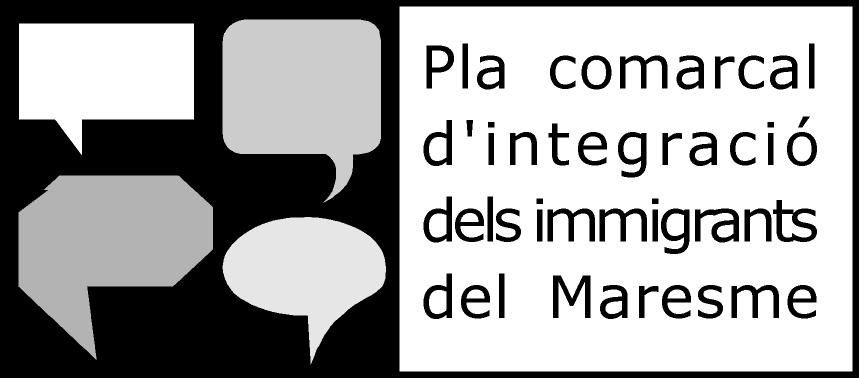 Pla comarcal
d'integració
dels immigrants
del Maresme